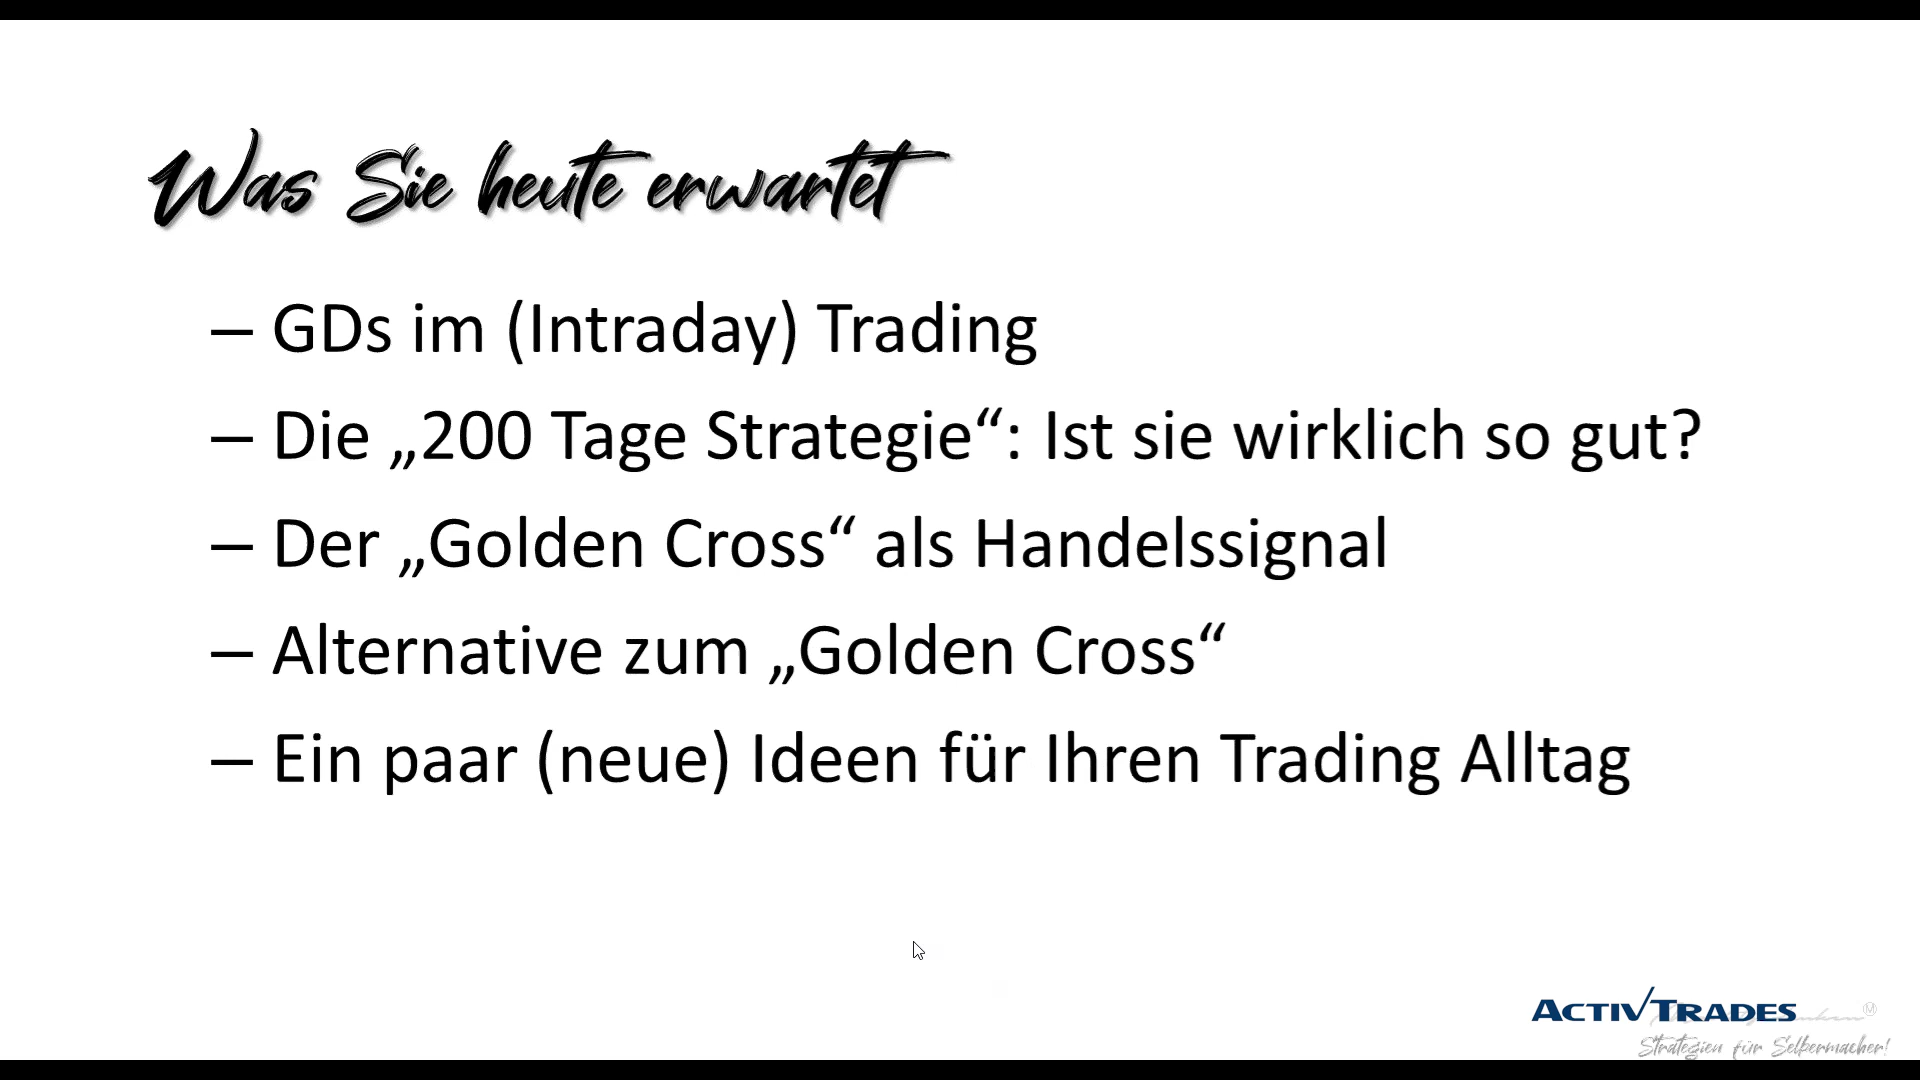 Was Sie heute erwartet
– GDs im (Intraday) Trading
– Die „200 Tage Strategie“: Ist sie wirklich so gut?
– Der „Golden Cross“ als Handelssignal
– Alternative zum „Golden Cross“
– Ein paar (neue) Ideen für Ihren Trading Alltag
ACTIVTRADES
Strategien für Selbermacher!